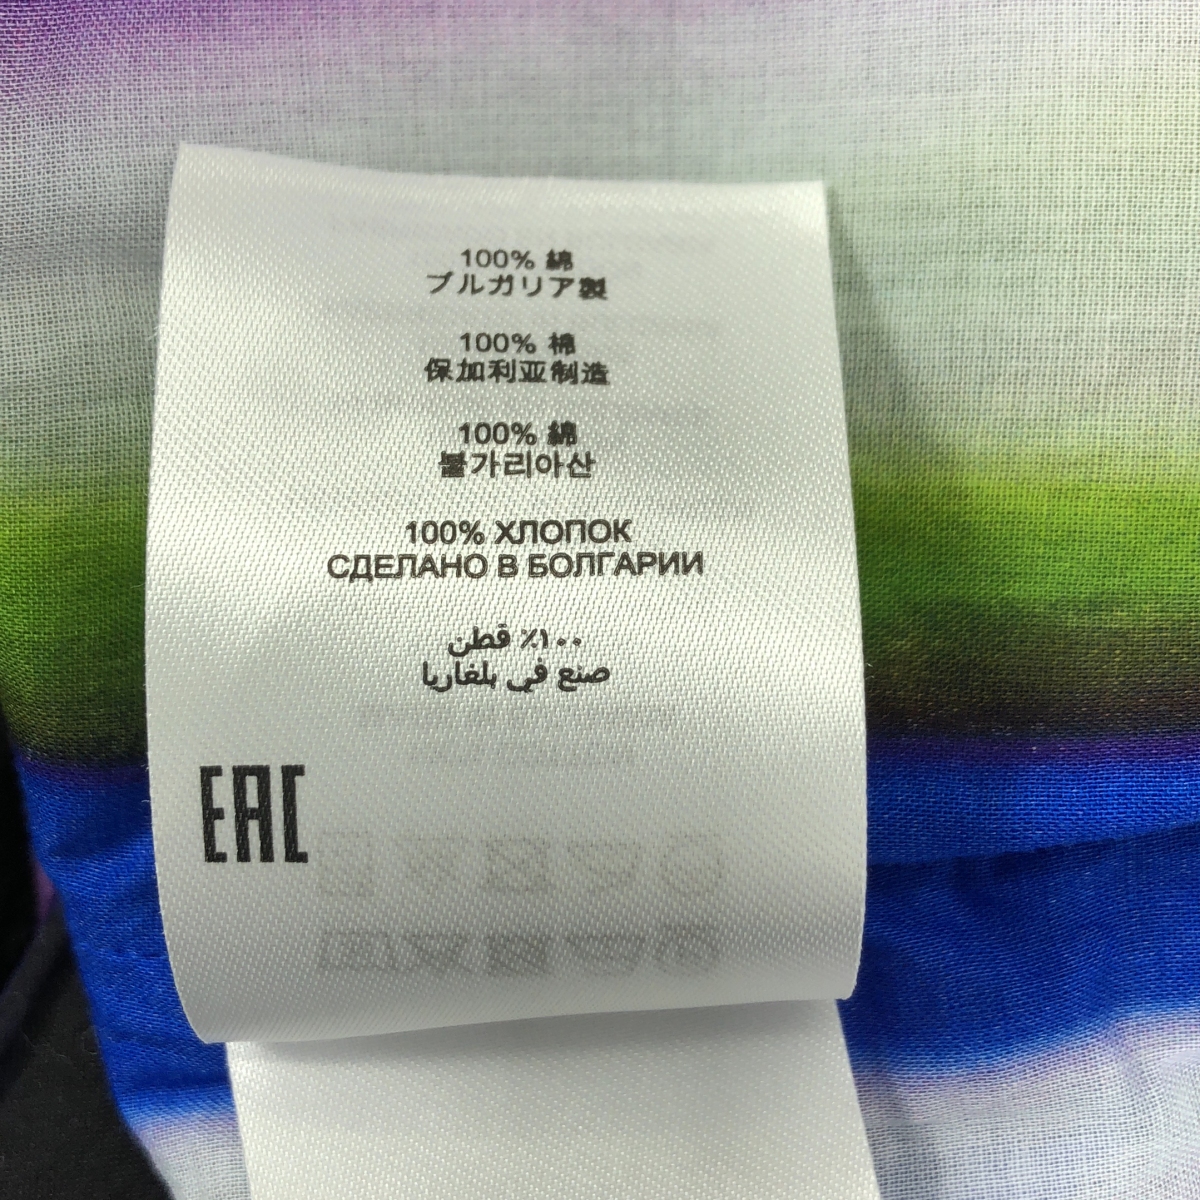 100% 綿
ブルガリア製
100% 棉
保加利亚制造
100% 綿
불가리아산
100% ХЛОПОК
СДЕЛАНО В БОЛГАРИИ
١٠٠٪ قطن
صنع في بلغاريا
EAC